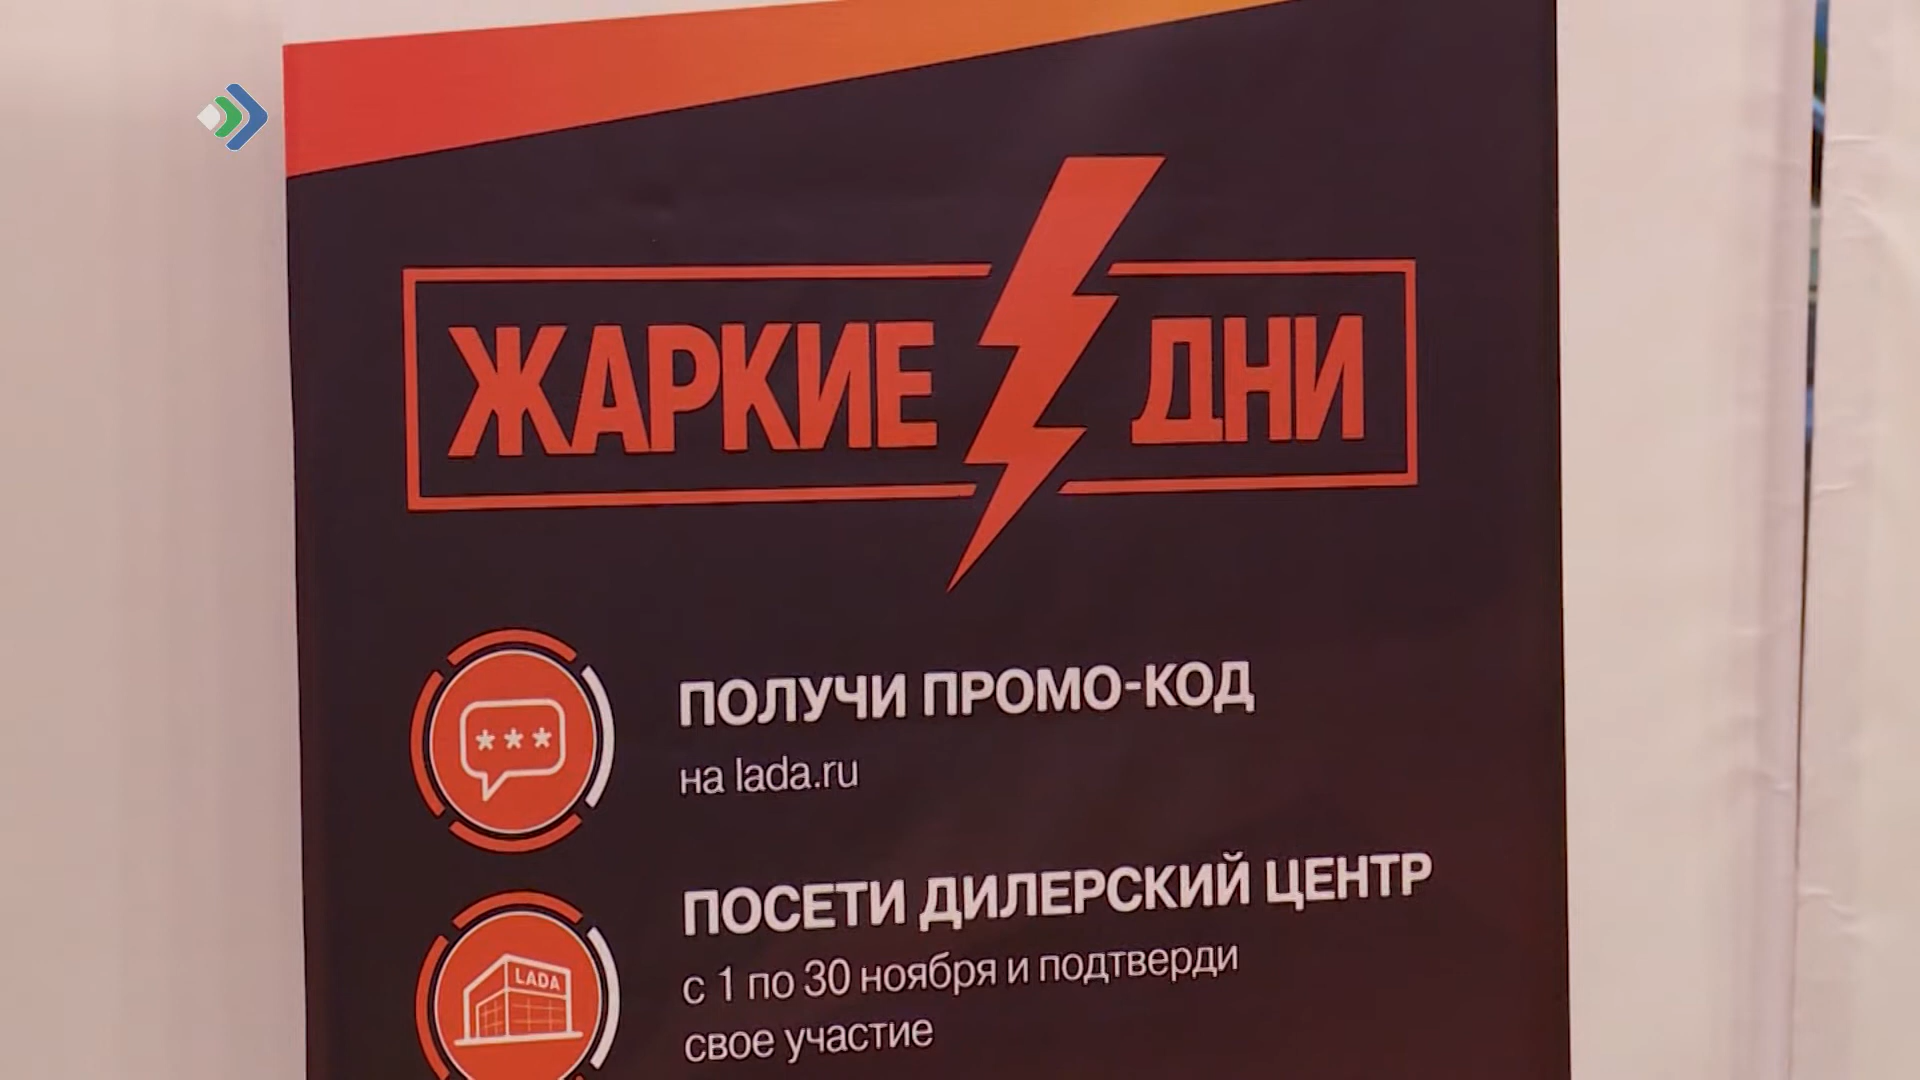 ЖАРКИЕ ДНИ
ПОЛУЧИ ПРОМО-КОД
на lada.ru
ПОСЕТИ ДИЛЕРСКИЙ ЦЕНТР
LADA
с 1 по 30 ноября и подтверди
свое участие